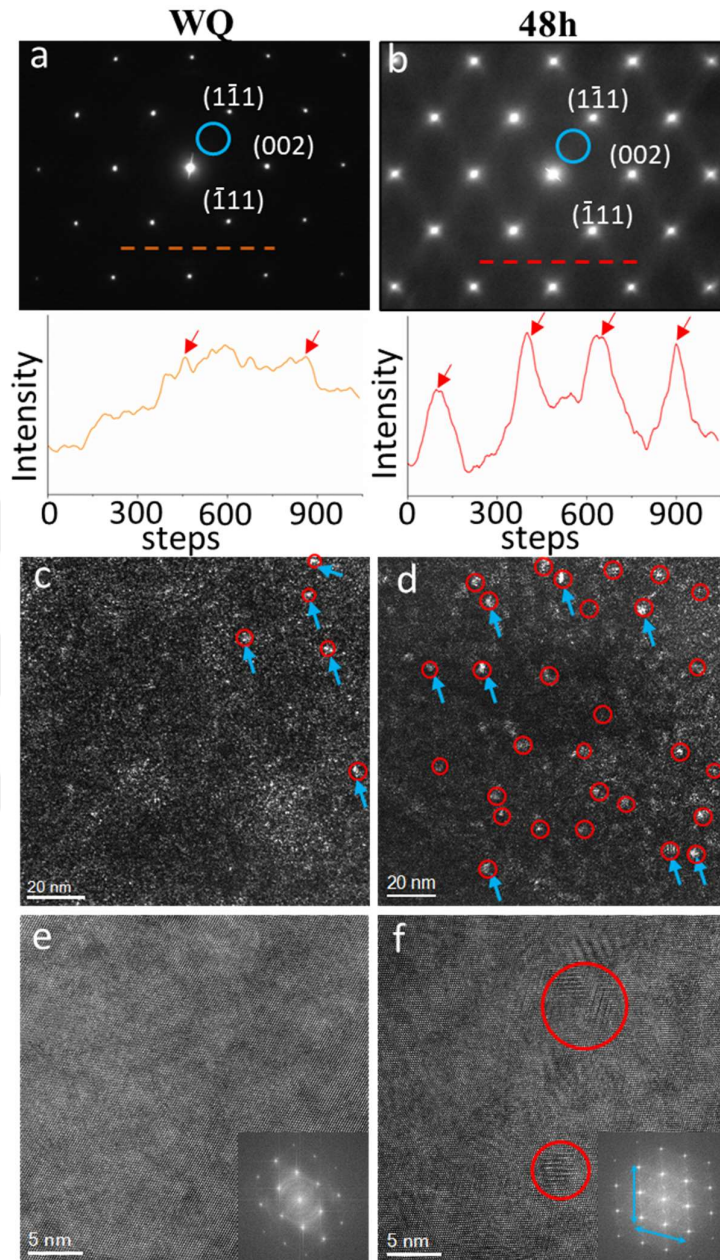 WQ
48h
a
(11̄1)
(002)
(1̄11)
b
(11̄1)
(002)
(1̄11)
Intensity
0 300 600 900
steps
Intensity
0 300 600 900
steps
c
20 nm
d
20 nm
e
5 nm
f
5 nm